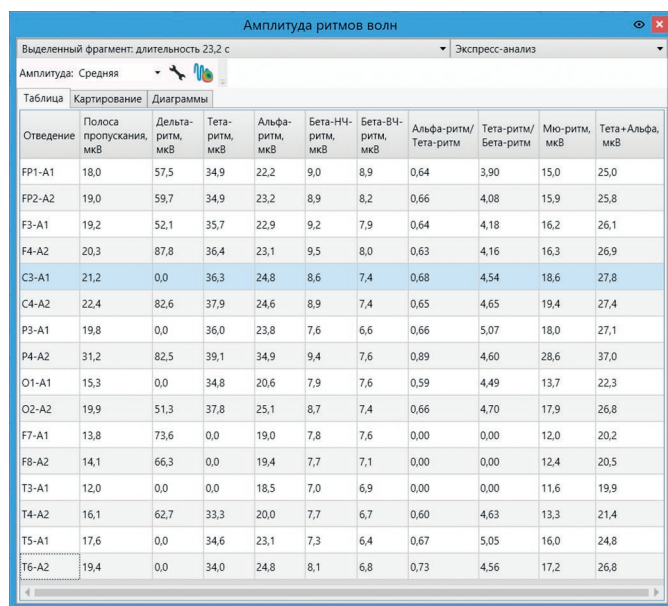 Амплитуда ритмов волн
Выделенный фрагмент: длительность 23,2 с Экспресс-анализ
Амплитуда: Средняя
Таблица Картирование Диаграммы
Отведение Полоса пропускания, мкВ Дельта-ритм, мкВ Тета-ритм, мкВ Альфа-ритм, мкВ Бета-НЧ-ритм, мкВ Бета-ВЧ-ритм, мкВ Альфа-ритм/Тета-ритм Тета-ритм/Бета-ритм Мю-ритм, мкВ Тета+Альфа, мкВ
FP1-A1 18,0 57,5 34,9 22,2 9,0 8,9 0,64 3,90 15,0 25,0
FP2-A2 19,0 59,7 34,9 23,2 8,9 8,2 0,66 4,08 15,9 25,8
F3-A1 19,2 52,1 35,7 22,9 9,2 7,9 0,64 4,18 16,2 26,1
F4-A2 20,3 87,8 36,4 23,1 9,5 8,0 0,63 4,16 16,3 26,9
C3-A1 21,2 0,0 36,3 24,8 8,6 7,4 0,68 4,54 18,6 27,8
C4-A2 22,4 82,6 37,9 24,6 8,9 7,4 0,65 4,65 19,4 27,4
P3-A1 19,8 0,0 36,0 23,8 7,6 6,6 0,66 5,07 18,0 27,1
P4-A2 31,2 82,5 39,1 34,9 9,4 7,6 0,89 4,60 28,6 37,0
O1-A1 15,3 0,0 34,8 20,6 7,9 7,6 0,59 4,49 13,7 22,3
O2-A2 19,9 51,3 37,8 25,1 8,7 7,4 0,66 4,70 17,9 26,8
F7-A1 13,8 73,6 0,0 19,0 7,8 7,6 0,00 0,00 12,0 20,2
F8-A2 14,1 66,3 0,0 19,4 7,7 7,1 0,00 0,00 12,4 20,5
T3-A1 12,0 0,0 0,0 18,5 7,0 6,9 0,00 0,00 11,6 19,9
T4-A2 16,1 62,7 33,3 20,0 7,7 6,7 0,60 4,63 13,3 21,4
T5-A1 17,6 0,0 34,6 23,1 7,3 6,4 0,67 5,05 16,0 24,8
T6-A2 19,4 0,0 34,0 24,8 8,1 6,8 0,73 4,56 17,2 26,8